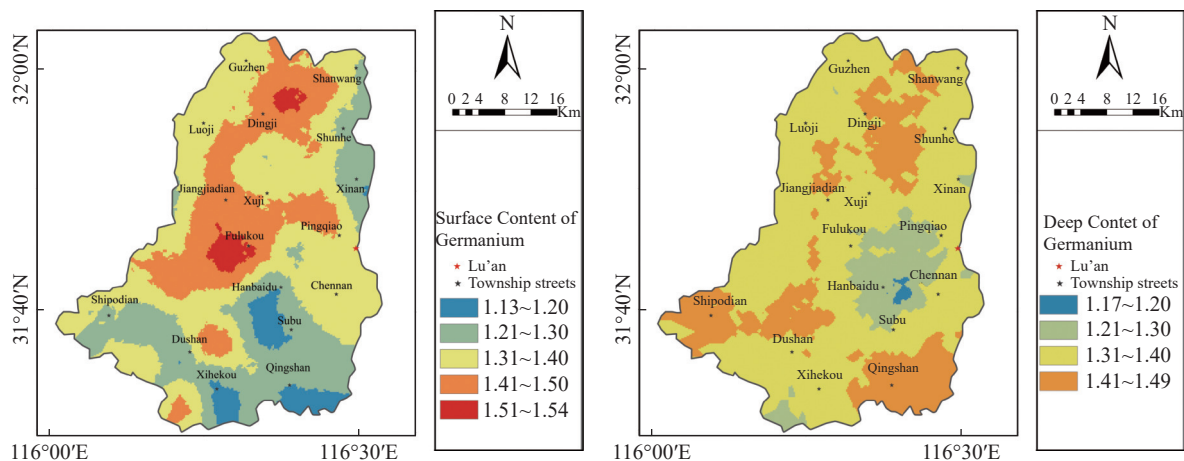 N
0 2 4 8 12 16
Km
32°00′N
31°40′N
116°00′E
116°30′E
Guzhen
Shanwang
Luoji
Dingji
Shunhe
Jiangjiadian
Xuji
Xinan
Fulukou
Pingqiao
Hanbaidu
Chennan
Shipodian
Subu
Dushan
Xihekou
Qingshan
Surface Content of
Germanium
Lu’an
Township streets
1.13~1.20
1.21~1.30
1.31~1.40
1.41~1.50
1.51~1.54
N
0 2 4 8 12 16
Km
32°00′N
31°40′N
116°00′E
116°30′E
Guzhen
Shanwang
Luoji
Dingji
Shunhe
Jiangjiadian
Xuji
Xinan
Fulukou
Pingqiao
Chennan
Hanbaidu
Shipodian
Subu
Dushan
Xihekou
Qingshan
Deep Contet of
Germanium
Lu’an
Township streets
1.17~1.20
1.21~1.30
1.31~1.40
1.41~1.49